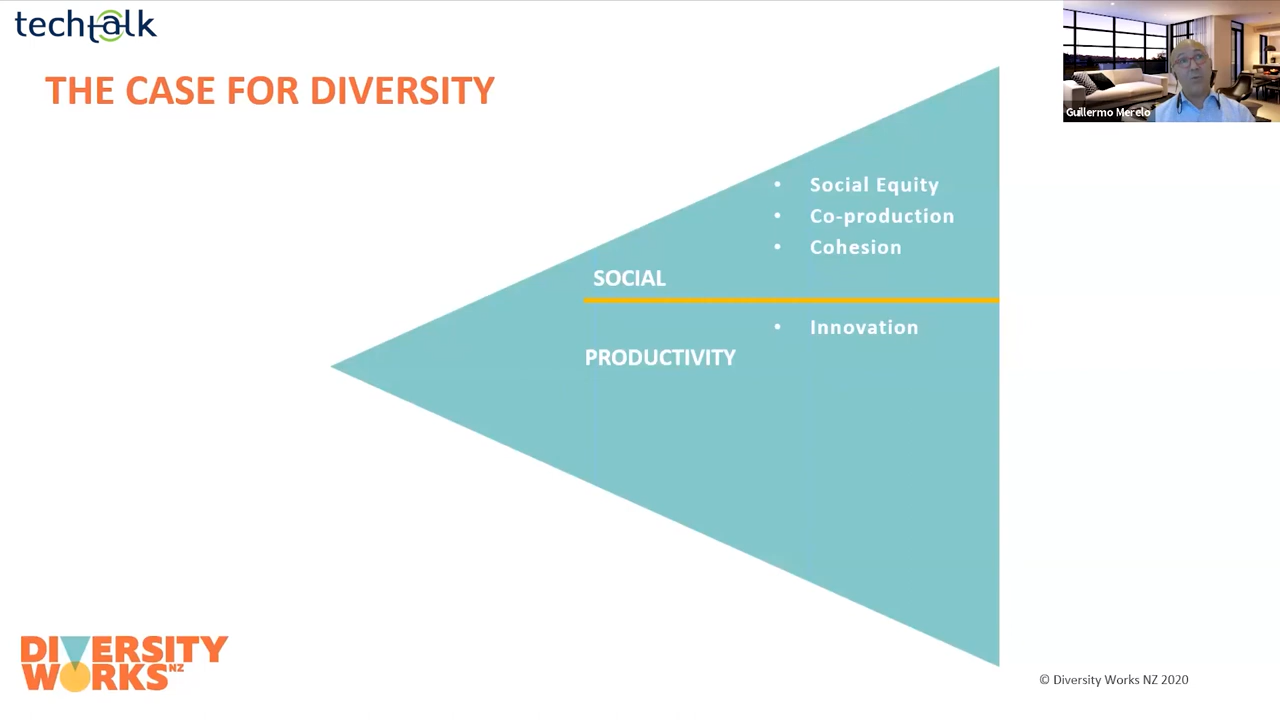 techtalk
THE CASE FOR DIVERSITY
Guillermo Merelo
• Social Equity
• Co-production
• Cohesion
SOCIAL
• Innovation
PRODUCTIVITY
DIVERSITY
WORKS NZ
© Diversity Works NZ 2020